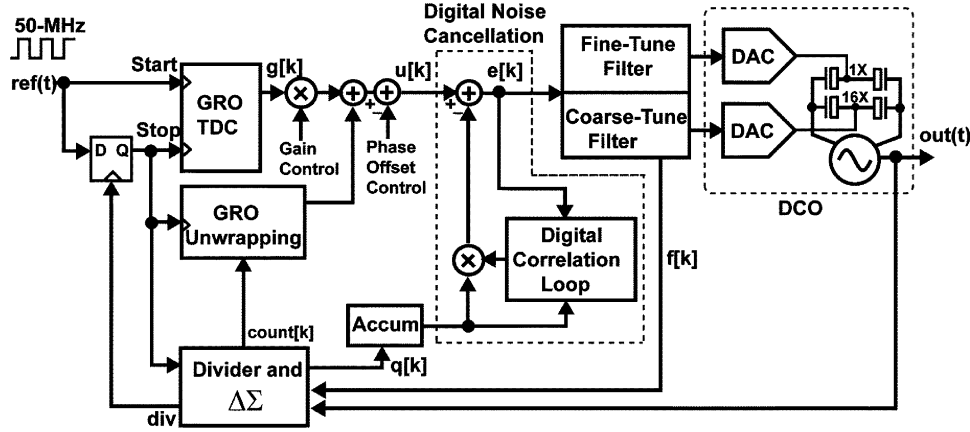 50-MHz
ref(t)
Start
Stop
D Q
GRO
TDC
g[k]
Gain
Control
Phase
Offset
Control
u[k]
Digital Noise
Cancellation
e[k]
Fine-Tune
Filter
Coarse-Tune
Filter
DAC
DAC
1X
16X
out(t)
DCO
GRO
Unwrapping
Digital
Correlation
Loop
f[k]
Accum
count[k]
q[k]
Divider and
ΔΣ
div